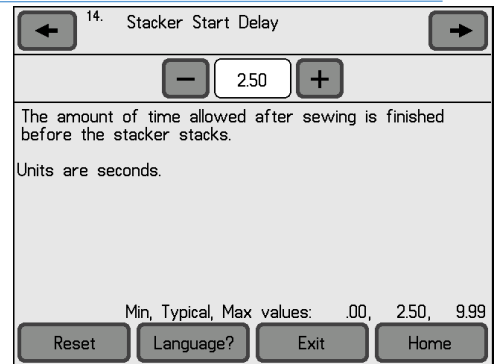 14. Stacker Start Delay
− 2.50 +
The amount of time allowed after sewing is finished
before the stacker stacks.
Units are seconds.
Min, Typical, Max values: .00, 2.50, 9.99
Reset Language? Exit Home